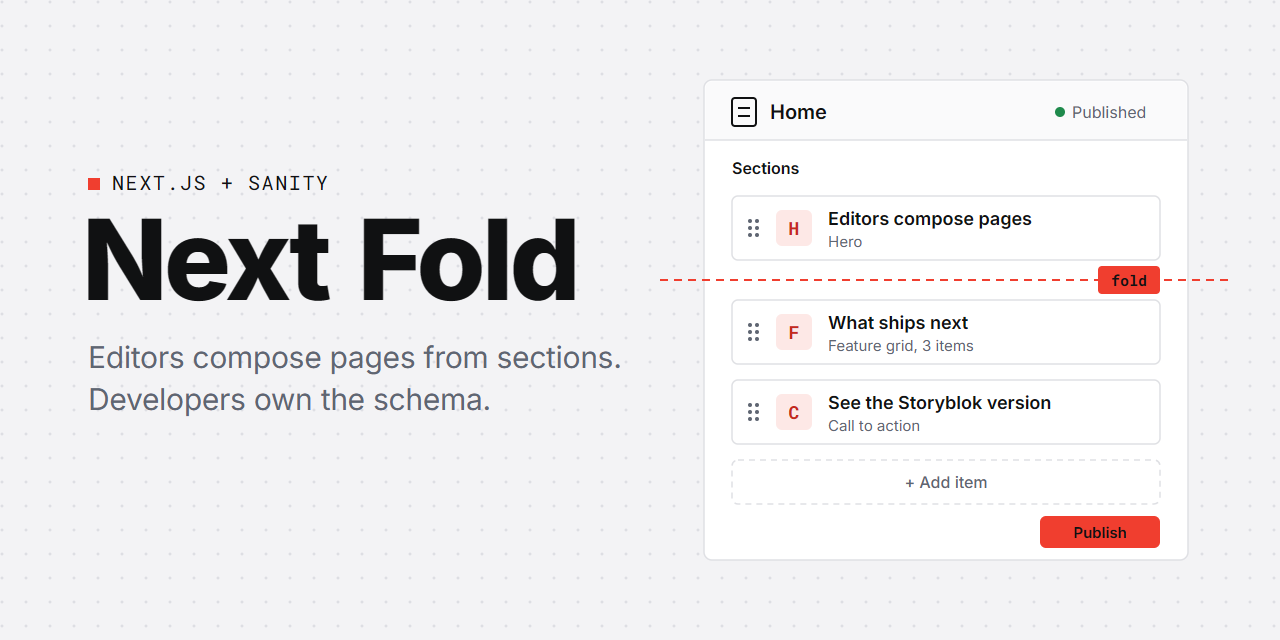 NEXT.JS + SANITY
Next Fold
Editors compose pages from sections.
Developers own the schema.
Home
Published
Sections
H
Editors compose pages
Hero
fold
F
What ships next
Feature grid, 3 items
C
See the Storyblok version
Call to action
+ Add item
Publish